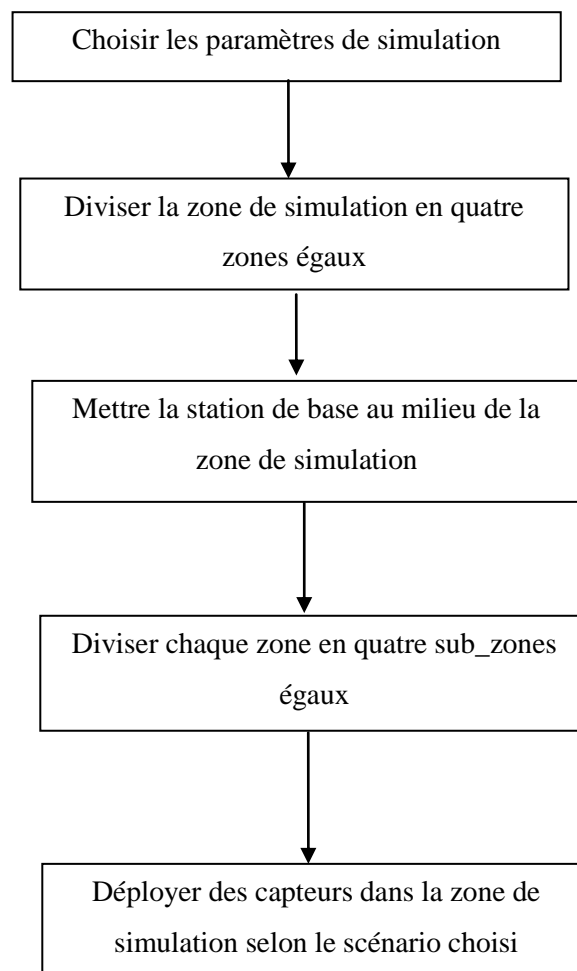 Choisir les paramètres de simulation
Diviser la zone de simulation en quatre
zones égaux
Mettre la station de base au milieu de la
zone de simulation
Diviser chaque zone en quatre sub_zones
égaux
Déployer des capteurs dans la zone de
simulation selon le scénario choisi